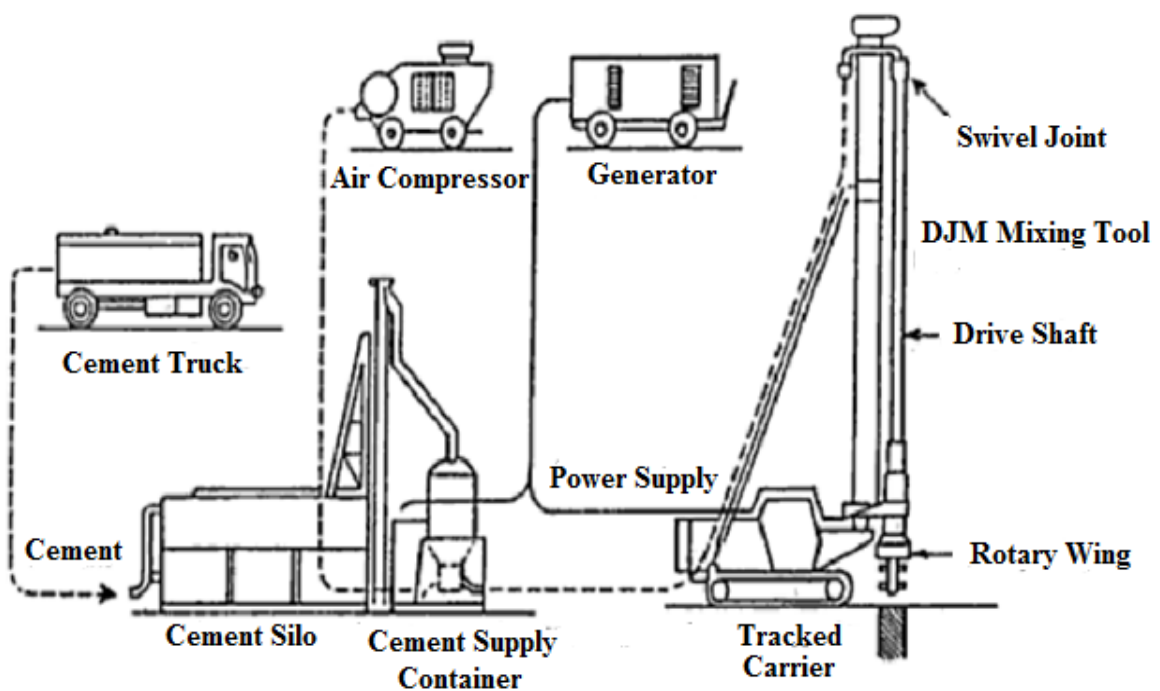 Swivel Joint
Air Compressor
Generator
DJM Mixing Tool
Cement Truck
Drive Shaft
Power Supply
Cement
Rotary Wing
Cement Silo
Cement Supply
Container
Tracked
Carrier